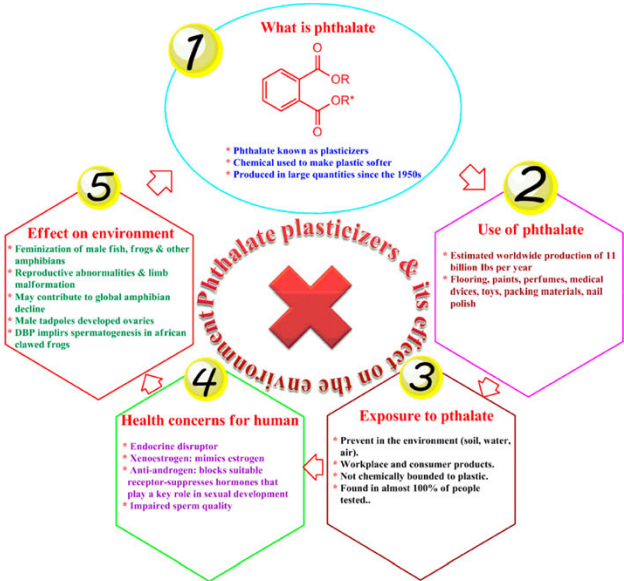 1
What is phthalate
O
OR
OR*
O
* Phthalate known as plasticizers
* Chemical used to make plastic softer
* Produced in large quantities since the 1950s
2
Use of phthalate
* Estimated worldwide production of 11
billion lbs per year
* Flooring, paints, perfumes, medical
dvices, toys, packing materials, nail
polish
3
Exposure to pthalate
* Prevent in the environment (soil, water,
air).
* Workplace and consumer products.
* Not chemically bounded to plastic.
* Found in almost 100% of people
tested..
4
Health concerns for human
* Endocrine disruptor
* Xenoestrogen: mimics estrogen
* Anti-androgen: blocks suitable
receptor-suppresses hormones that
play a key role in sexual development
* Impaired sperm quality
5
Effect on environment
* Feminization of male fish, frogs & other
amphibians
* Reproductive abnormalities & limb
malformation
* May contribute to global amphibian
decline
* Male tadpoles developed ovaries
* DBP implirs spermatogenesis in african
clawed frogs
Phthalate plasticizers & its effect on the environment